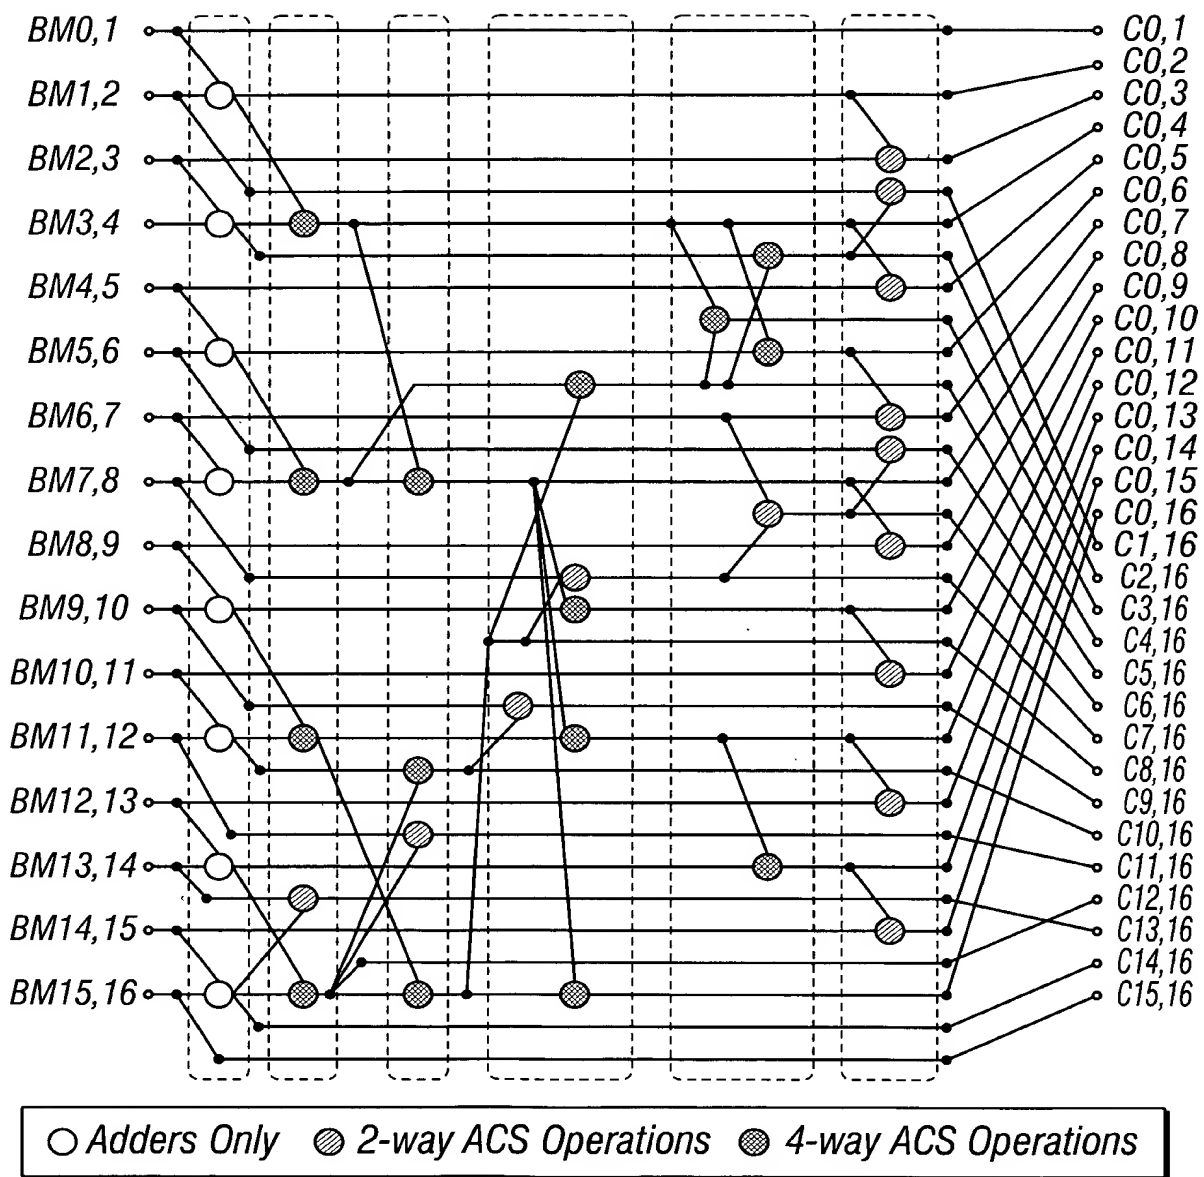 BM0,1
BM1,2
BM2,3
BM3,4
BM4,5
BM5,6
BM6,7
BM7,8
BM8,9
BM9,10
BM10,11
BM11,12
BM12,13
BM13,14
BM14,15
BM15,16
C0,1
C0,2
C0,3
C0,4
C0,5
C0,6
C0,7
C0,8
C0,9
C0,10
C0,11
C0,12
C0,13
C0,14
C0,15
C0,16
C1,16
C2,16
C3,16
C4,16
C5,16
C6,16
C7,16
C8,16
C9,16
C10,16
C11,16
C12,16
C13,16
C14,16
C15,16
Adders Only 2-way ACS Operations 4-way ACS Operations